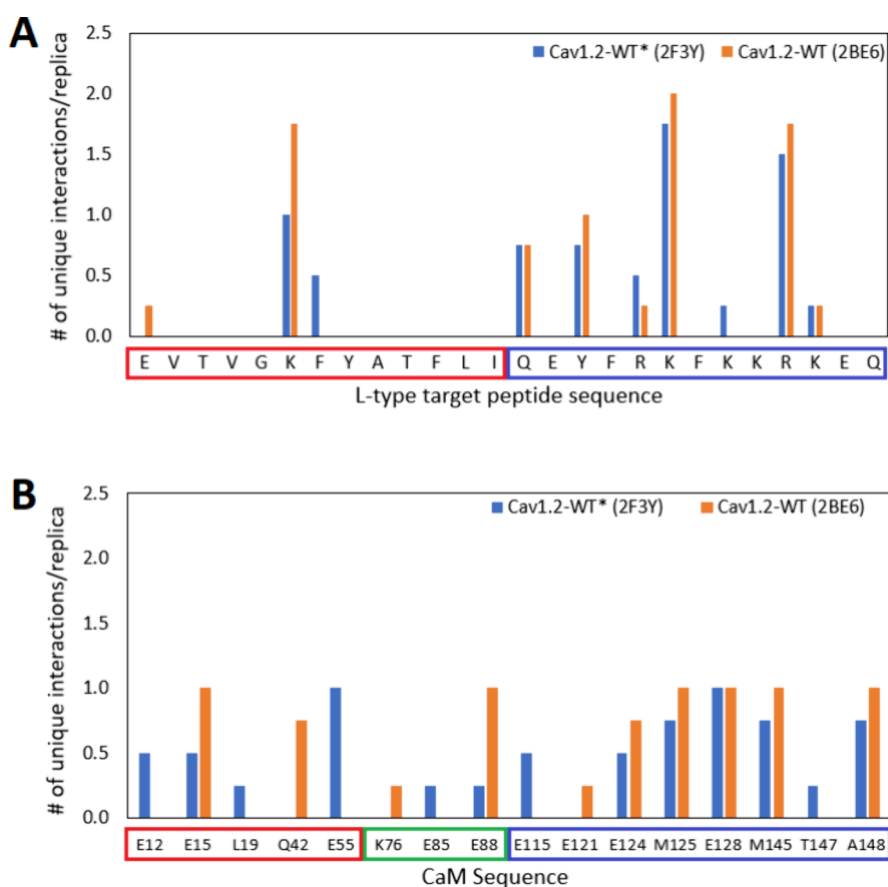 A
# of unique interactions/replica
2.5
2.0
1.5
1.0
0.5
0.0
Cav1.2-WT* (2F3Y) Cav1.2-WT (2BE6)
E V T V G K F Y A T F L I Q E Y F R K F K K R K E Q
L-type target peptide sequence
B
# of unique interactions/replica
2.5
2.0
1.5
1.0
0.5
0.0
Cav1.2-WT* (2F3Y) Cav1.2-WT (2BE6)
E12 E15 L19 Q42 E55 K76 E85 E88 E115 E121 E124 M125 E128 M145 T147 A148
CaM Sequence